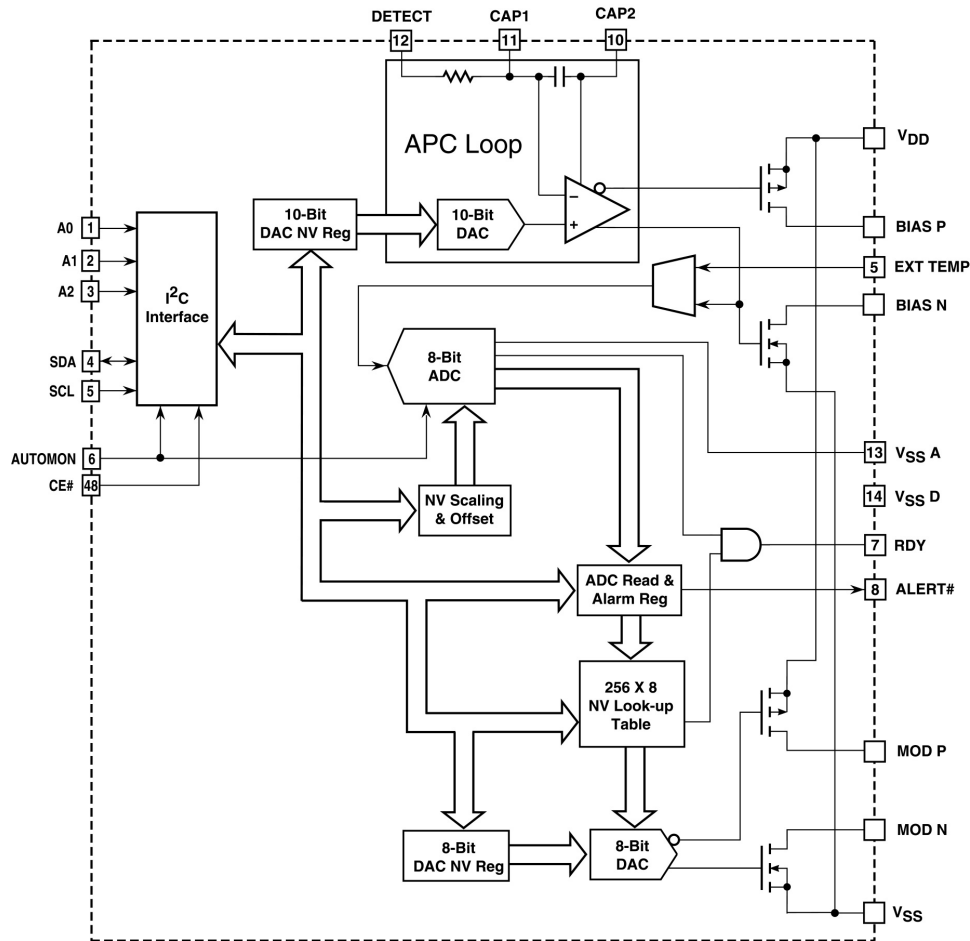 DETECT CAP1 CAP2
12 11 10
APC Loop
VDD
10-Bit
DAC NV Reg
10-Bit
DAC
−
+
A0 1
A1 2
A2 3
I2C
Interface
SDA 4
SCL 5
AUTOMON 6
CE# 48
BIAS P
5 EXT TEMP
BIAS N
8-Bit
ADC
13 VSS A
14 VSS D
NV Scaling
& Offset
7 RDY
ADC Read &
Alarm Reg
8 ALERT#
256 X 8
NV Look-up
Table
MOD P
MOD N
8-Bit
DAC NV Reg
8-Bit
DAC
VSS